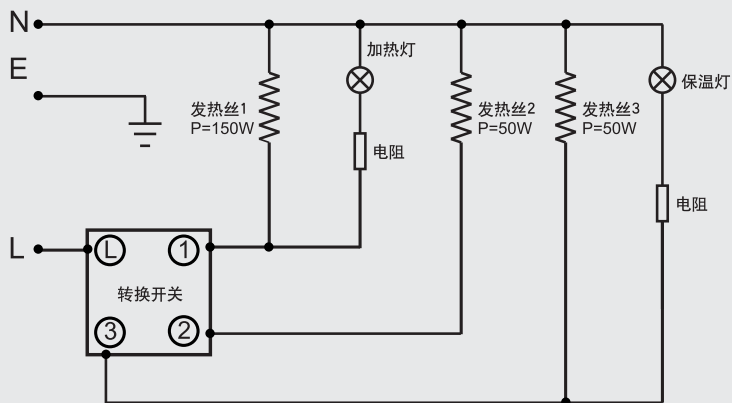 N
加热灯
E
保温灯
发热丝1
P=150W
发热丝2
P=50W
发热丝3
P=50W
电阻
电阻
L
L
1
转换开关
3
2